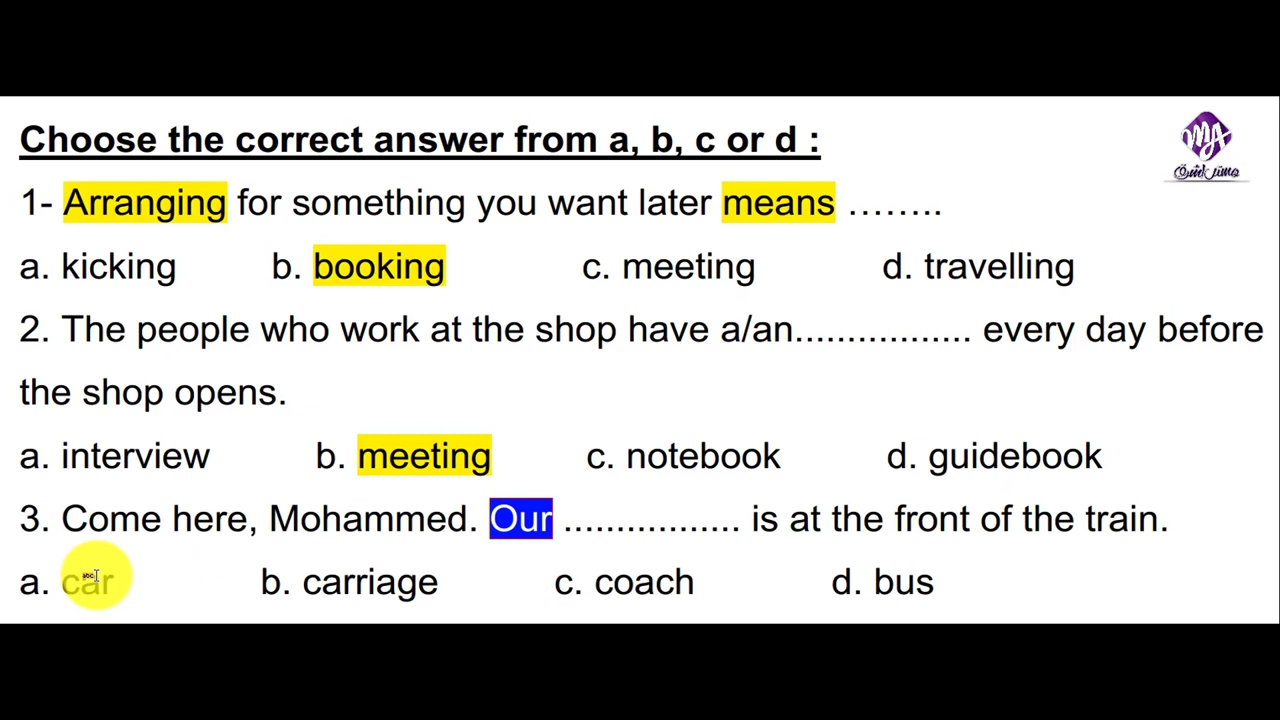 Choose the correct answer from a, b, c or d :
MA
1- Arranging for something you want later means ……..
a. kicking b. booking c. meeting d. travelling
2. The people who work at the shop have a/an................. every day before
the shop opens.
a. interview b. meeting c. notebook d. guidebook
3. Come here, Mohammed. Our ................. is at the front of the train.
a. car b. carriage c. coach d. bus